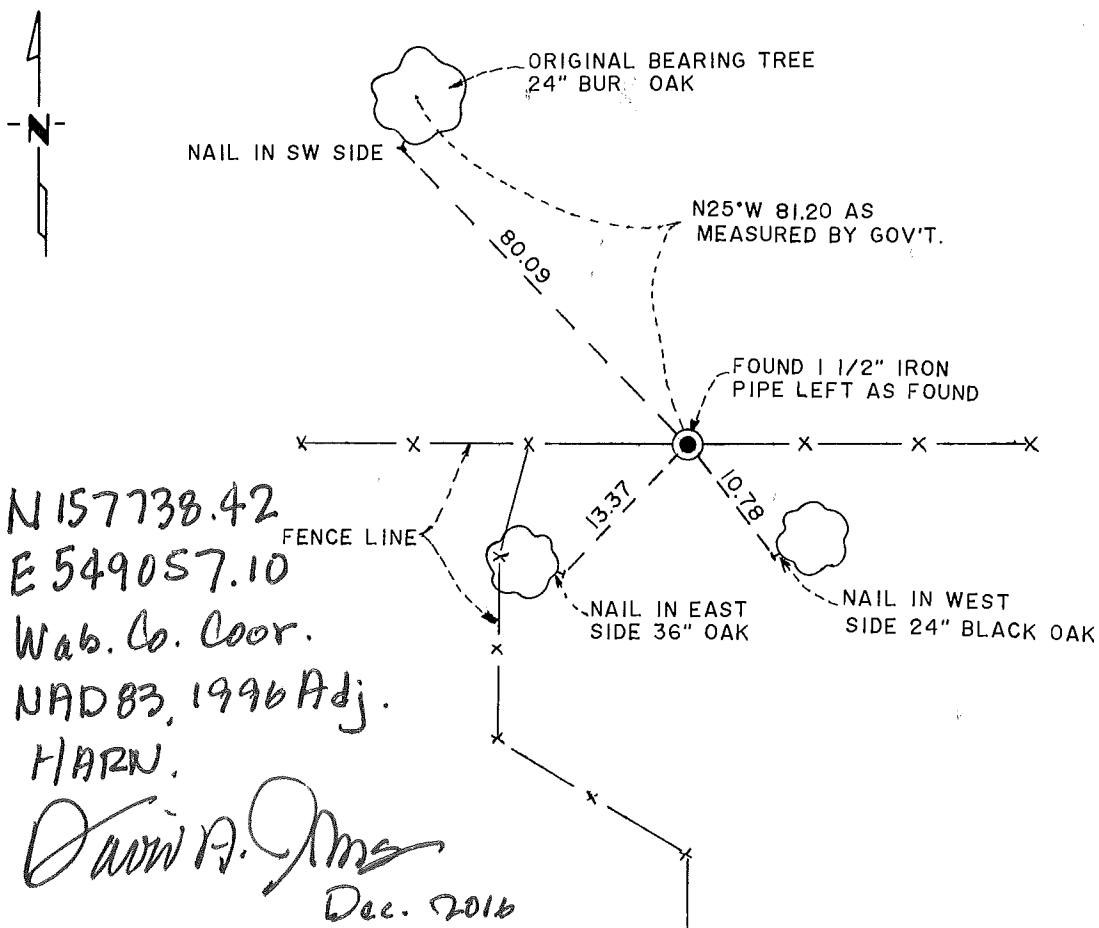 ORIGINAL BEARING TREE
24" BUR OAK
N
NAIL IN SW SIDE
N25°W 81.20 AS
MEASURED BY GOV'T.
80.09
FOUND 1 1/2" IRON
PIPE LEFT AS FOUND
13.37
10.78
FENCE LINE
NAIL IN EAST
SIDE 36" OAK
NAIL IN WEST
SIDE 24" BLACK OAK
N 157738.42
E 549057.10
Wab. Co. Coor.
NAD 83, 1996 Adj.
HARN.
David A.
Dec. 2016